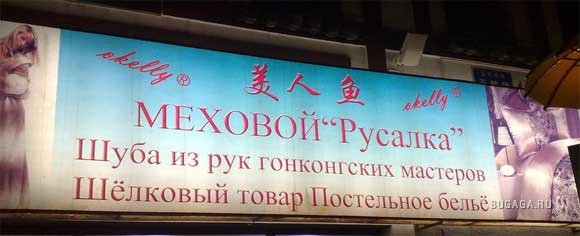 okelly® 美人鱼 okelly®
МЕХОВОЙ“Русалка”
Шуба из рук гонконгских мастеров
Шёлковый товар Постельное бельё
BUGAGA.RU